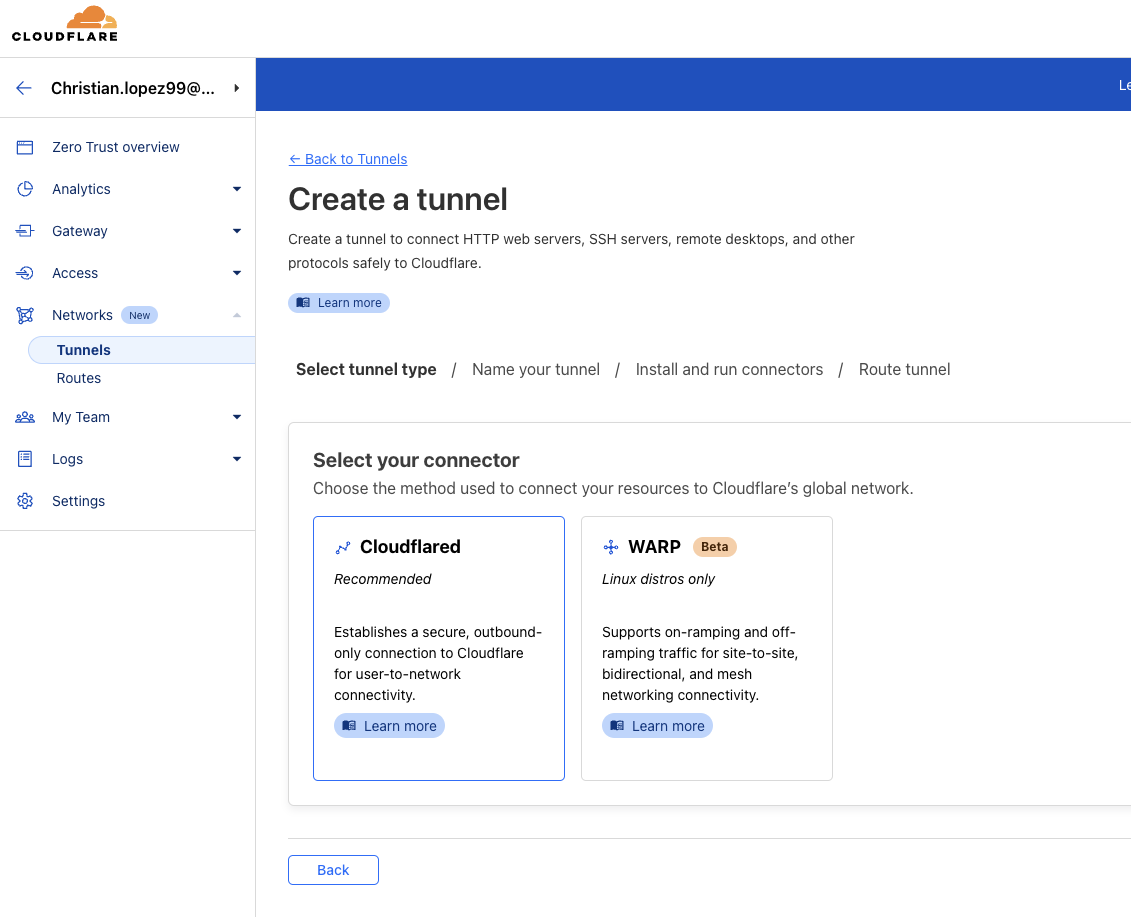 CLOUDFLARE
Christian.lopez99@...
Zero Trust overview
Analytics
Gateway
Access
Networks New
Tunnels
Routes
My Team
Logs
Settings
← Back to Tunnels
Create a tunnel
Create a tunnel to connect HTTP web servers, SSH servers, remote desktops, and other
protocols safely to Cloudflare.
Learn more
Select tunnel type / Name your tunnel / Install and run connectors / Route tunnel
Select your connector
Choose the method used to connect your resources to Cloudflare’s global network.
Cloudflared
Recommended
Establishes a secure, outbound-
only connection to Cloudflare
for user-to-network
connectivity.
Learn more
WARP Beta
Linux distros only
Supports on-ramping and off-
ramping traffic for site-to-site,
bidirectional, and mesh
networking connectivity.
Learn more
Back